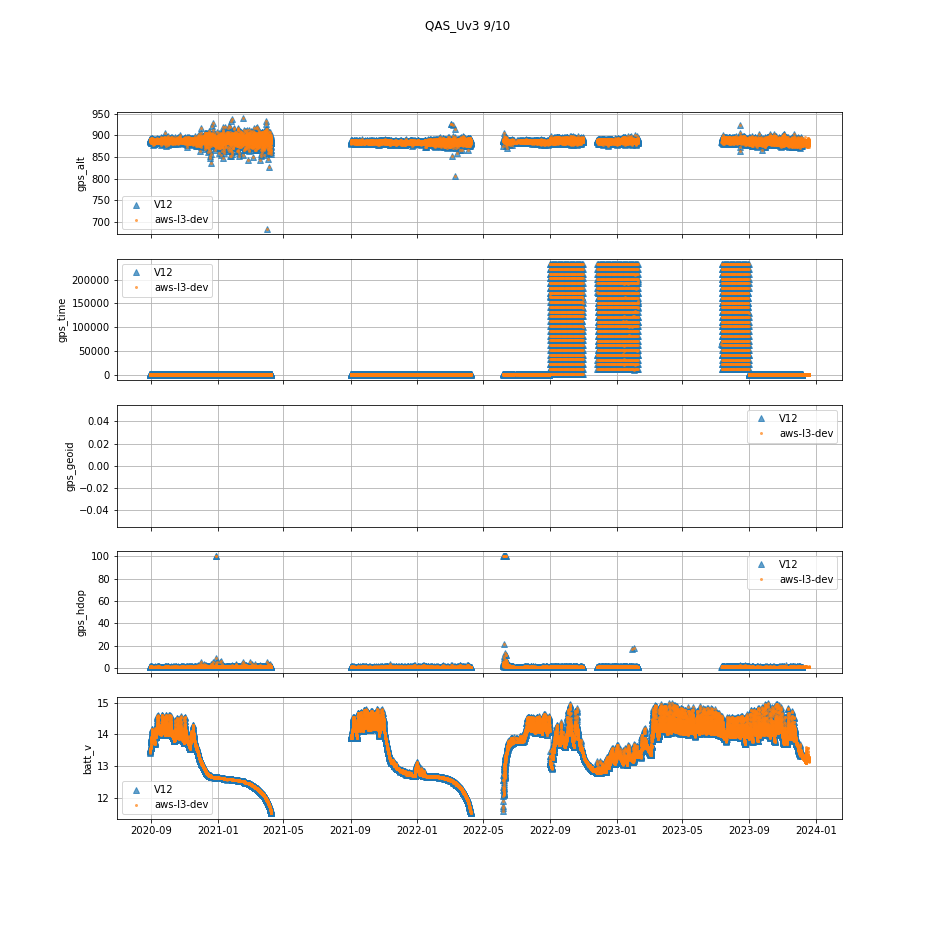 QAS_Uv3 9/10
950
900
850
800
750
700
gps_alt
V12
aws-l3-dev
200000
150000
100000
50000
0
gps_time
V12
aws-l3-dev
0.04
0.02
0.00
−0.02
−0.04
gps_geoid
V12
aws-l3-dev
100
80
60
40
20
0
gps_hdop
V12
aws-l3-dev
15
14
13
12
batt_v
V12
aws-l3-dev
2020-09 2021-01 2021-05 2021-09 2022-01 2022-05 2022-09 2023-01 2023-05 2023-09 2024-01